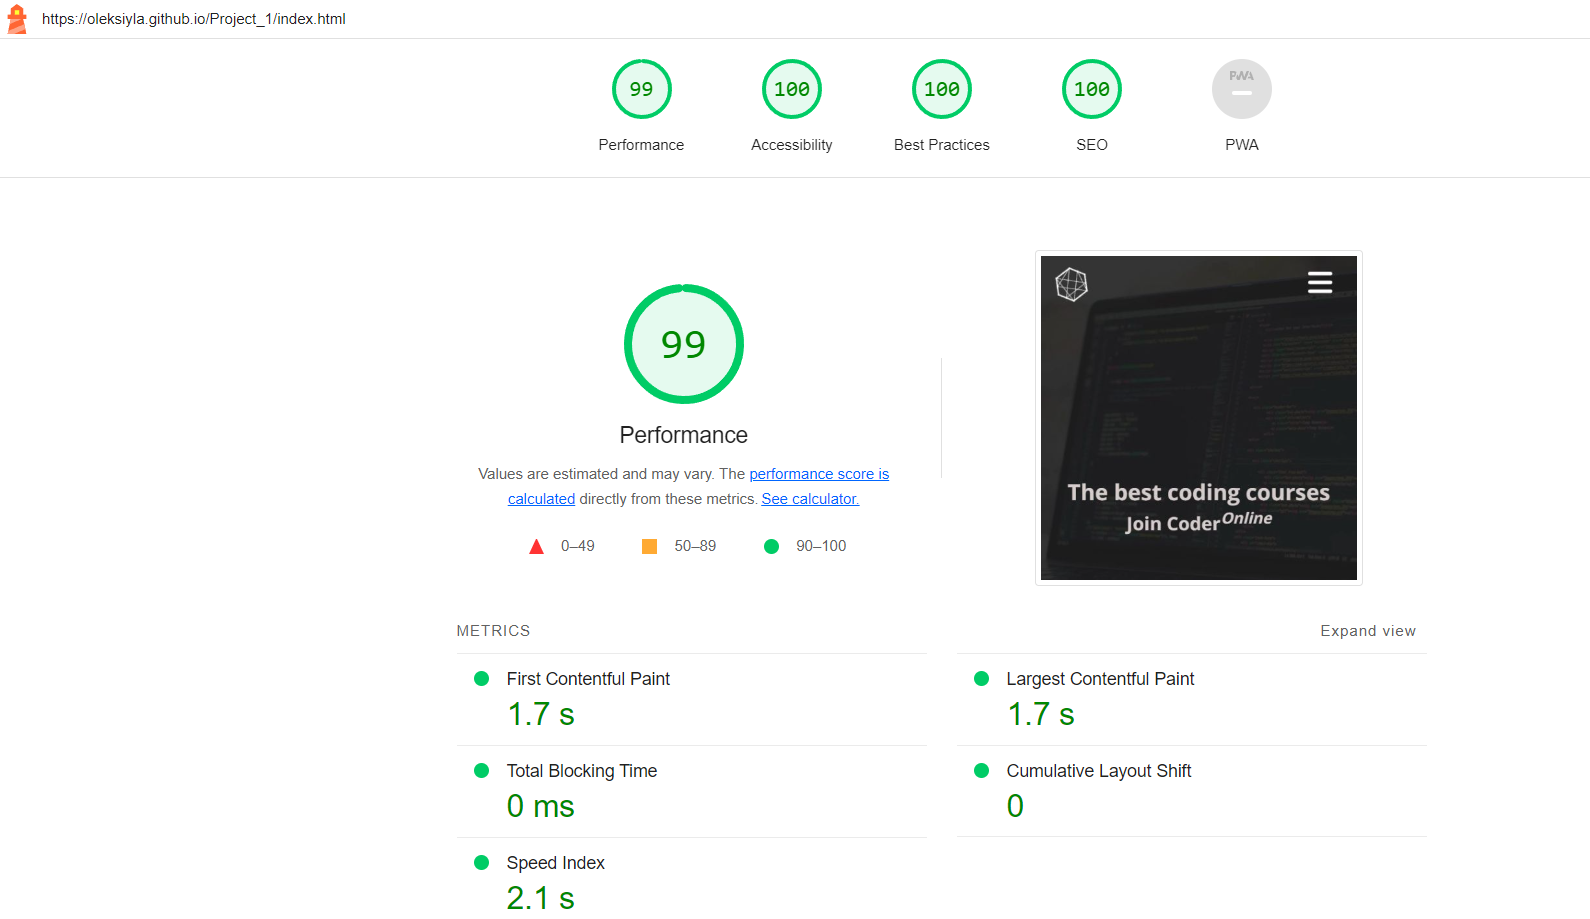 https://oleksiyla.github.io/Project_1/index.html
99
100
100
100
PWA
Performance
Accessibility
Best Practices
SEO
PWA
99
Performance
Values are estimated and may vary. The performance score is
calculated directly from these metrics. See calculator.
0–49
50–89
90–100
The best coding courses
Join Coder Online
METRICS
Expand view
First Contentful Paint
1.7 s
Largest Contentful Paint
1.7 s
Total Blocking Time
0 ms
Cumulative Layout Shift
0
Speed Index
2.1 s